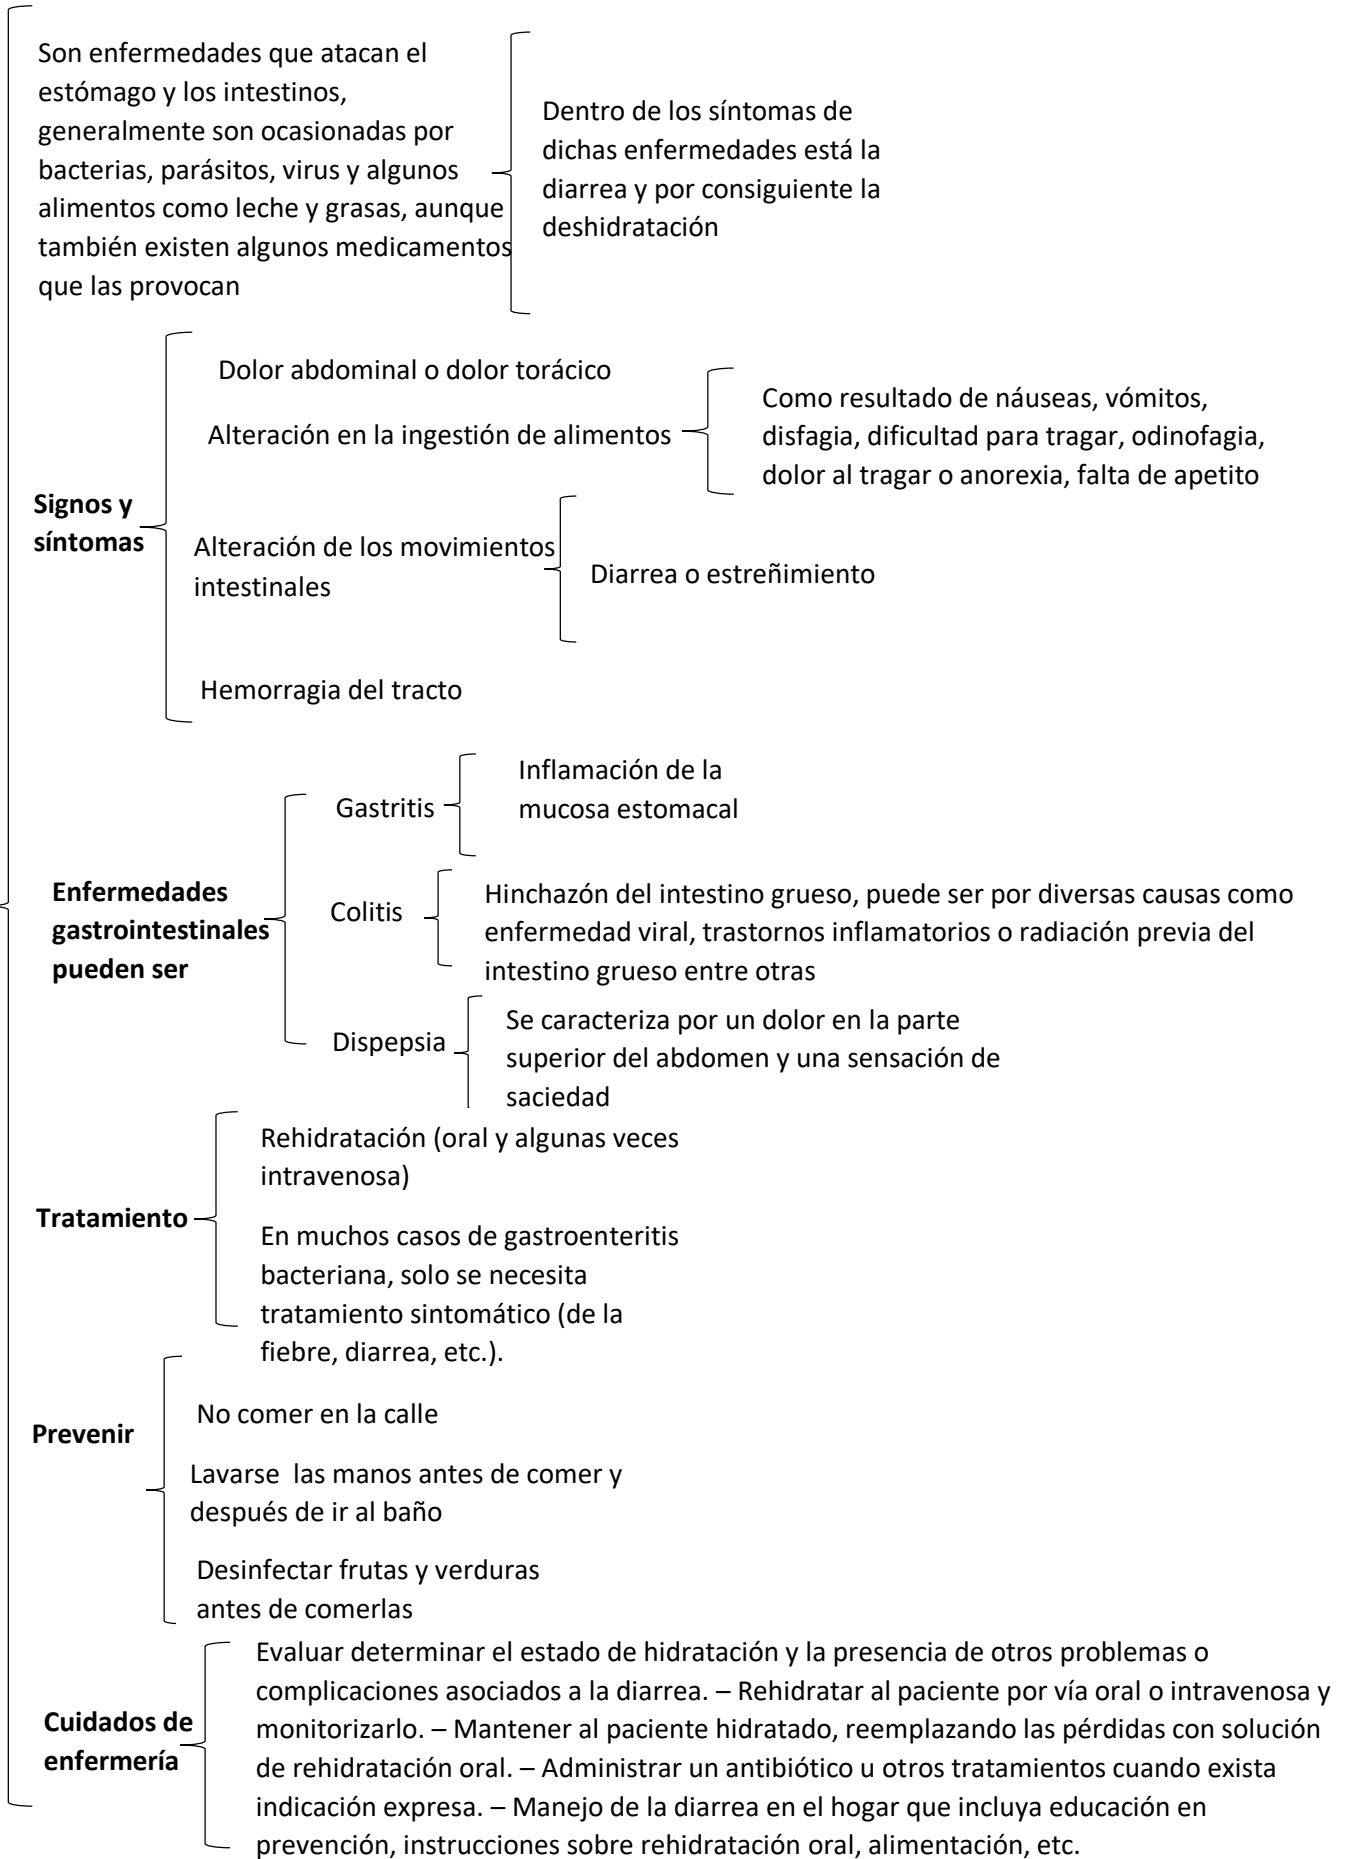 Son enfermedades que atacan el
estómago y los intestinos,
generalmente son ocasionadas por
bacterias, parásitos, virus y algunos
alimentos como leche y grasas, aunque
también existen algunos medicamentos
que las provocan
Dentro de los síntomas de
dichas enfermedades está la
diarrea y por consiguiente la
deshidratación
Signos y
síntomas
Dolor abdominal o dolor torácico
Alteración en la ingestión de alimentos
Como resultado de náuseas, vómitos,
disfagia, dificultad para tragar, odinofagia,
dolor al tragar o anorexia, falta de apetito
Alteración de los movimientos
intestinales
Diarrea o estreñimiento
Hemorragia del tracto
Enfermedades
gastrointestinales
pueden ser
Gastritis
Inflamación de la
mucosa estomacal
Colitis
Hinchazón del intestino grueso, puede ser por diversas causas como
enfermedad viral, trastornos inflamatorios o radiación previa del
intestino grueso entre otras
Dispepsia
Se caracteriza por un dolor en la parte
superior del abdomen y una sensación de
saciedad
Tratamiento
Rehidratación (oral y algunas veces
intravenosa)
En muchos casos de gastroenteritis
bacteriana, solo se necesita
tratamiento sintomático (de la
fiebre, diarrea, etc.).
Prevenir
No comer en la calle
Lavarse  las manos antes de comer y
después de ir al baño
Desinfectar frutas y verduras
antes de comerlas
Cuidados de
enfermería
Evaluar determinar el estado de hidratación y la presencia de otros problemas o
complicaciones asociados a la diarrea. – Rehidratar al paciente por vía oral o intravenosa y
monitorizarlo. – Mantener al paciente hidratado, reemplazando las pérdidas con solución
de rehidratación oral. – Administrar un antibiótico u otros tratamientos cuando exista
indicación expresa. – Manejo de la diarrea en el hogar que incluya educación en
prevención, instrucciones sobre rehidratación oral, alimentación, etc.